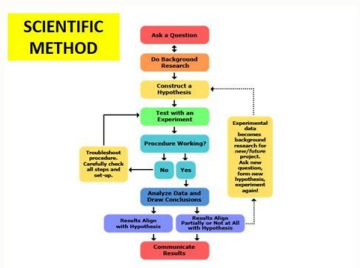 SCIENTIFIC
METHOD
Ask a Question
Do Background
Research
Construct a
Hypothesis
Test with an
Experiment
Procedure Working?
No
Yes
Troubleshoot
procedure.
Carefully check
all steps and
set-up.
Analyze Data and
Draw Conclusions
Results Align
with Hypothesis
Results Align
Partially or Not at All
with Hypothesis
Experimental
data
becomes
background
research for
new/future
project.
Ask new
question,
form new
hypothesis,
experiment
again!
Communicate
Results